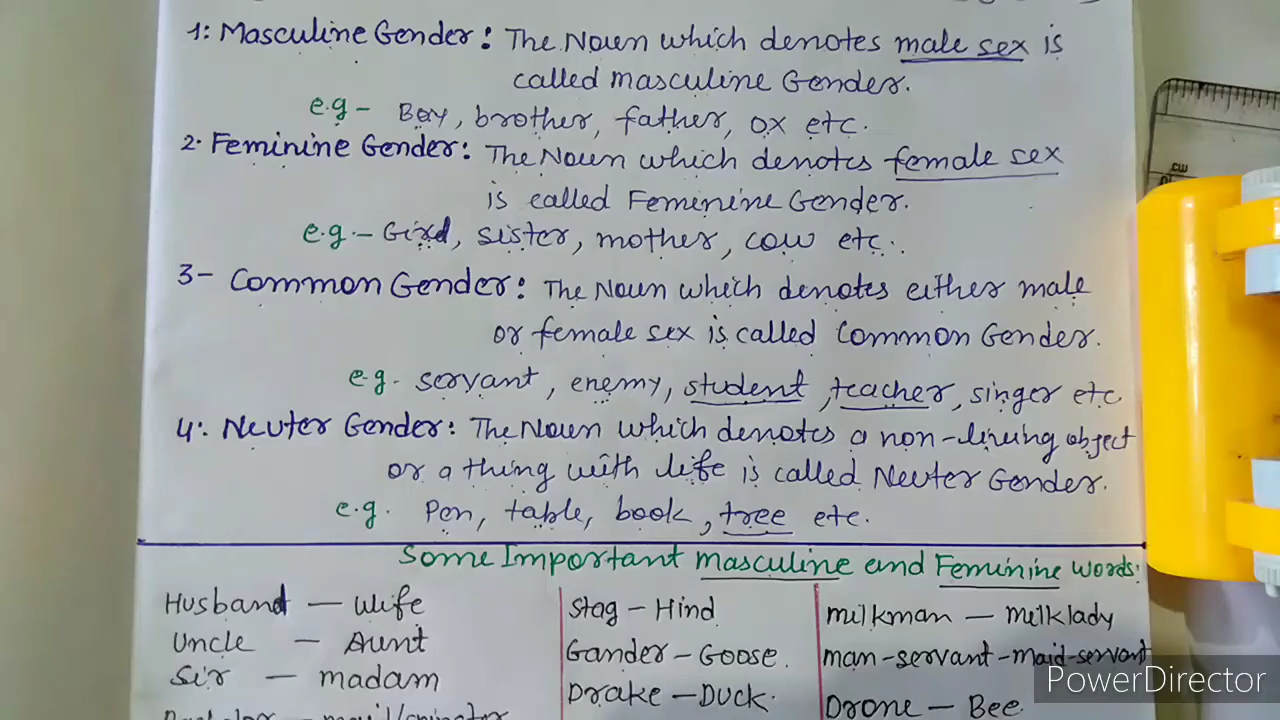 1: Masculine Gender: The Noun which denotes male sex is
called masculine Gender.
e.g - Boy, brother, father, ox etc.
2. Feminine Gender: The Noun which denotes female sex
is called Feminine Gender.
e.g. - Girl, sister, mother, cow etc.
3- Common Gender: The Noun which denotes either male
or female sex is called Common Gender.
e.g. - servant, enemy, student, teacher, singer etc
4: Neuter Gender: The Noun which denotes a non-living object
or a thing with life is called Neuter Gender.
e.g. Pen, table, book, tree etc.
Some Important Masculine and Feminine words:
Husband — Wife
Uncle — Aunt
Sir — madam
Stag - Hind
Gander - Goose.
Drake - Duck.
milkman — milklady
man-servant - maid-servant
Drone — Bee.
CM
PowerDirector